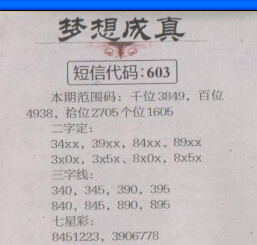 梦想成真
短信代码:603
本期范围码：千位3849，百位
4938，拾位2705个位1605
二字定：
34xx，39xx，84xx，89xx
3x0x，3x5x，8x0x，8x5x
三字线：
340，345，390，395
840，845，890，895
七星彩：
8451223，3906778